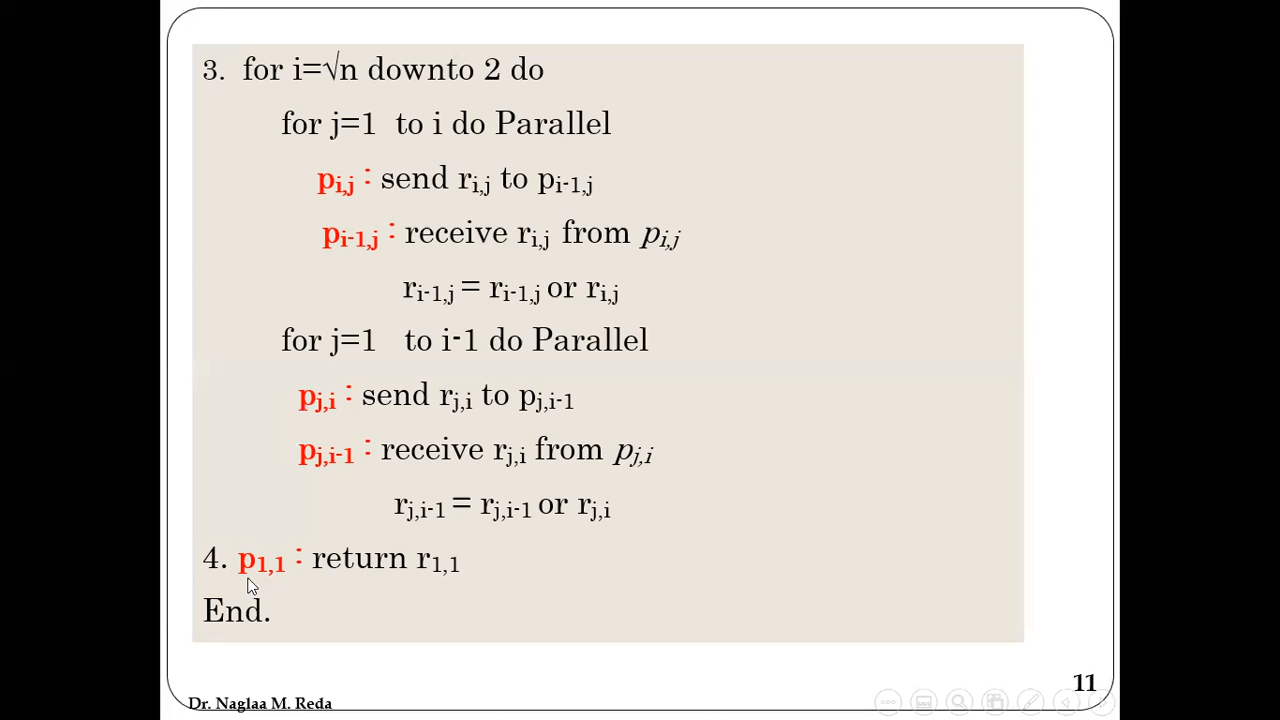 3. for i=√n downto 2 do
for j=1 to i do Parallel
pi,j : send ri,j to pi-1,j
pi-1,j : receive ri,j from pi,j
ri-1,j = ri-1,j or ri,j
for j=1 to i-1 do Parallel
pj,i : send rj,i to pj,i-1
pj,i-1 : receive rj,i from pj,i
rj,i-1 = rj,i-1 or rj,i
4. p1,1 : return r1,1
End.
11
Dr. Naglaa M. Reda